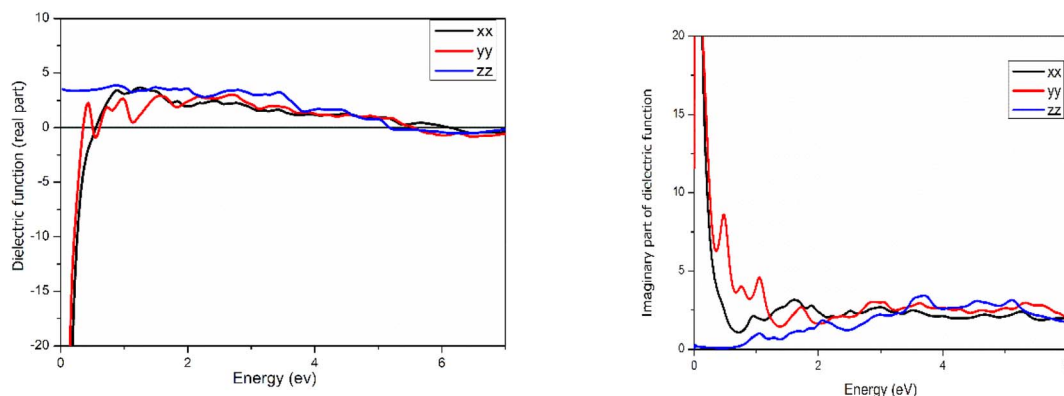 10
5
0
-5
-10
-15
-20
0
2
4
6
Dielectric function (real part)
Energy (ev)
xx
yy
zz
20
15
10
5
0
0
2
4
Imaginary part of dielectric function
Energy (eV)
xx
yy
zz